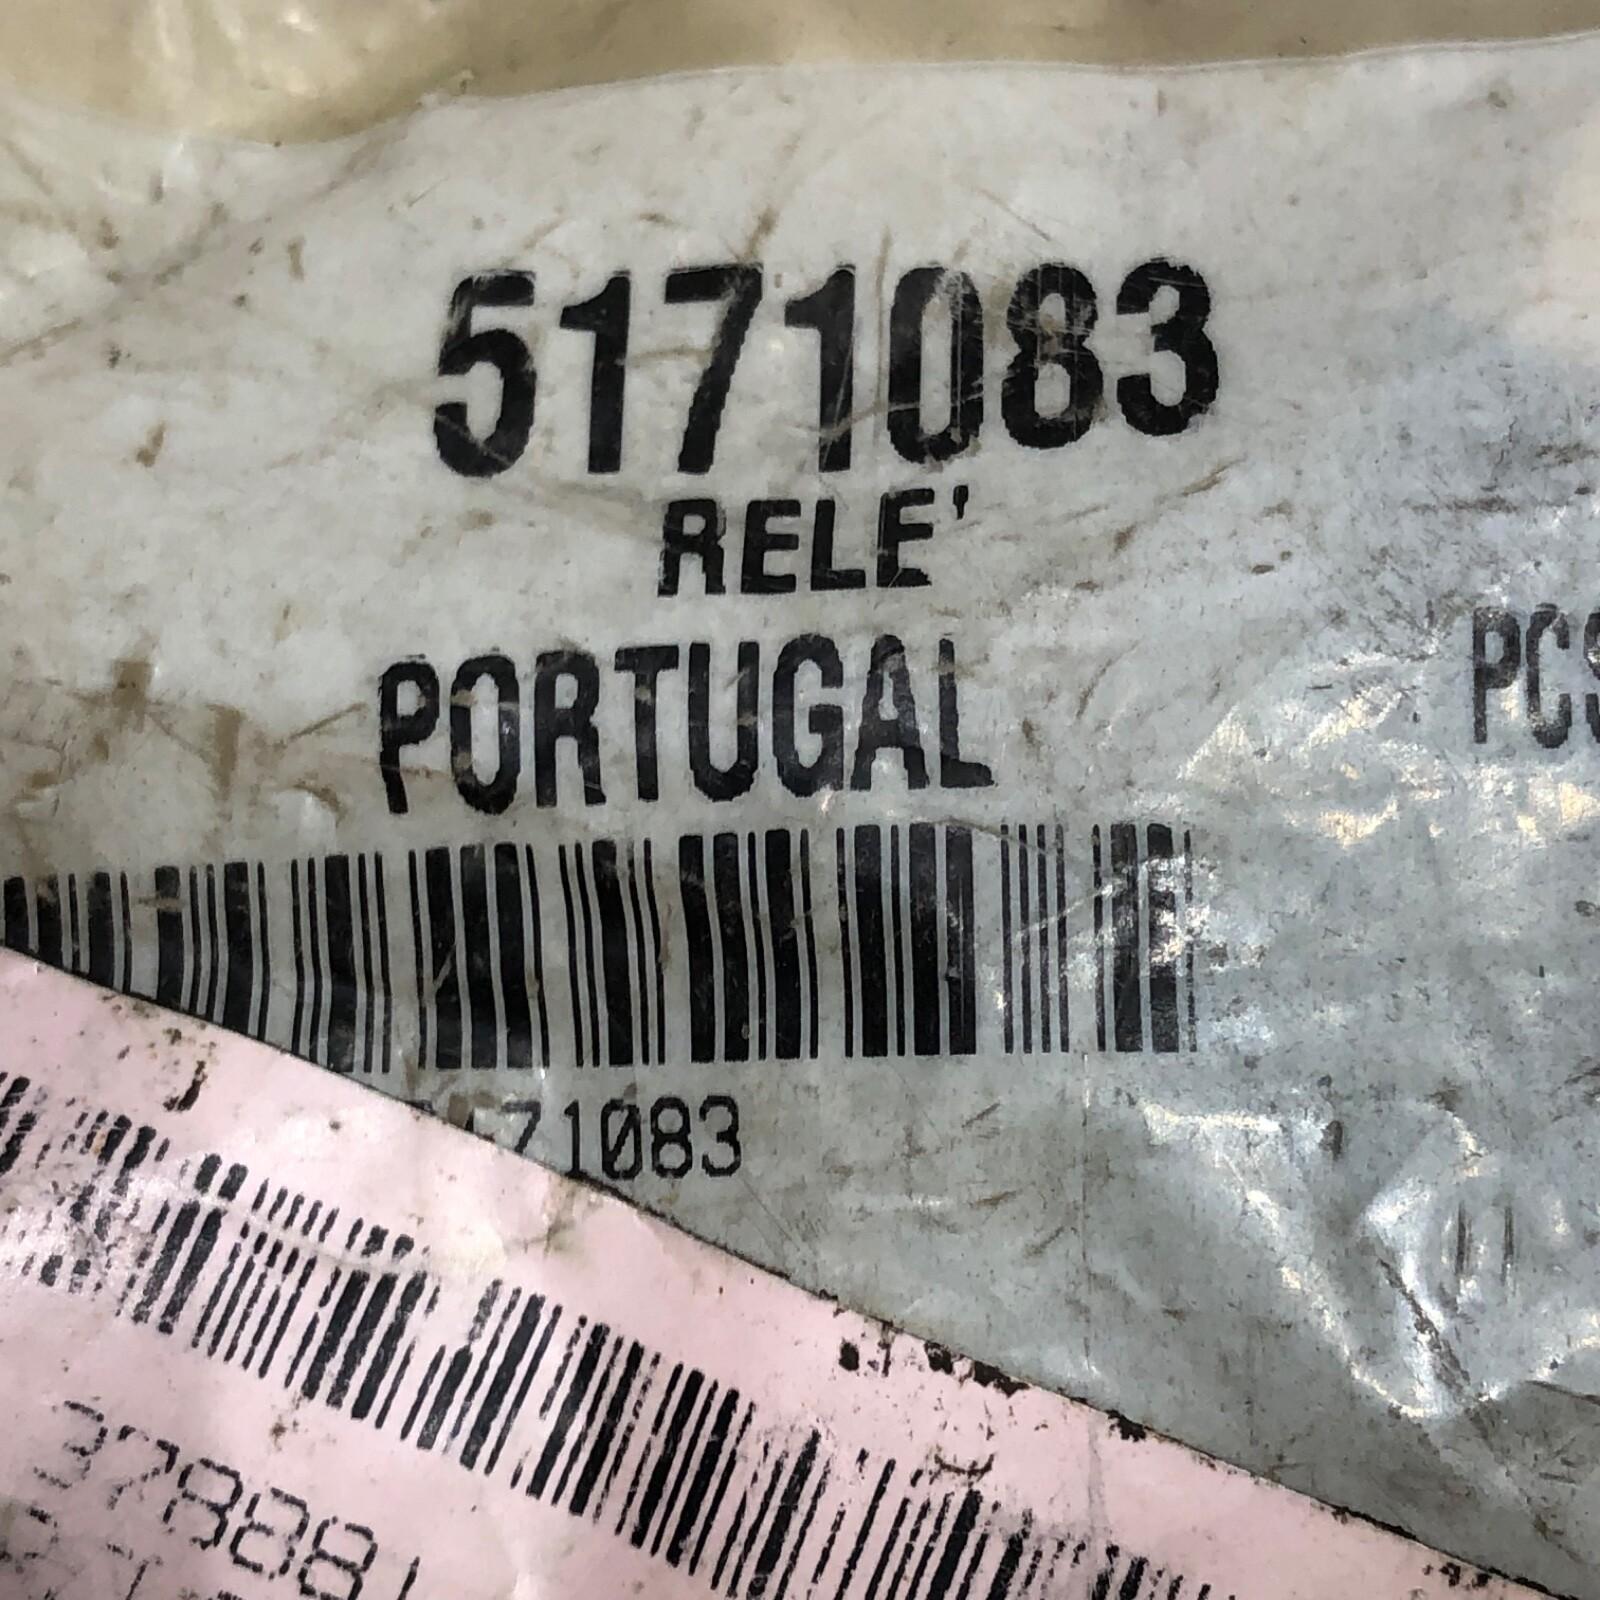 5171083
RELE'
PORTUGAL
PCS
71083